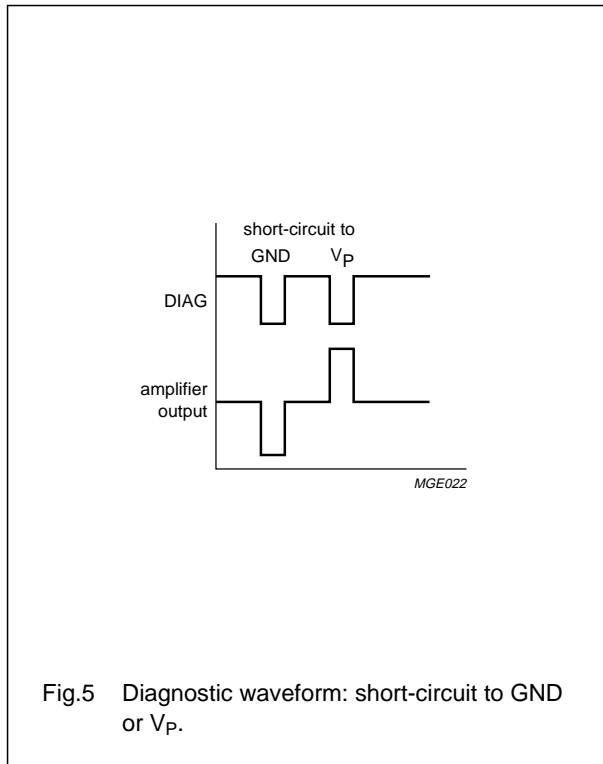 short-circuit to
GND VP
DIAG
amplifier
output
MGE022
Fig.5 Diagnostic waveform: short-circuit to GND
or VP.